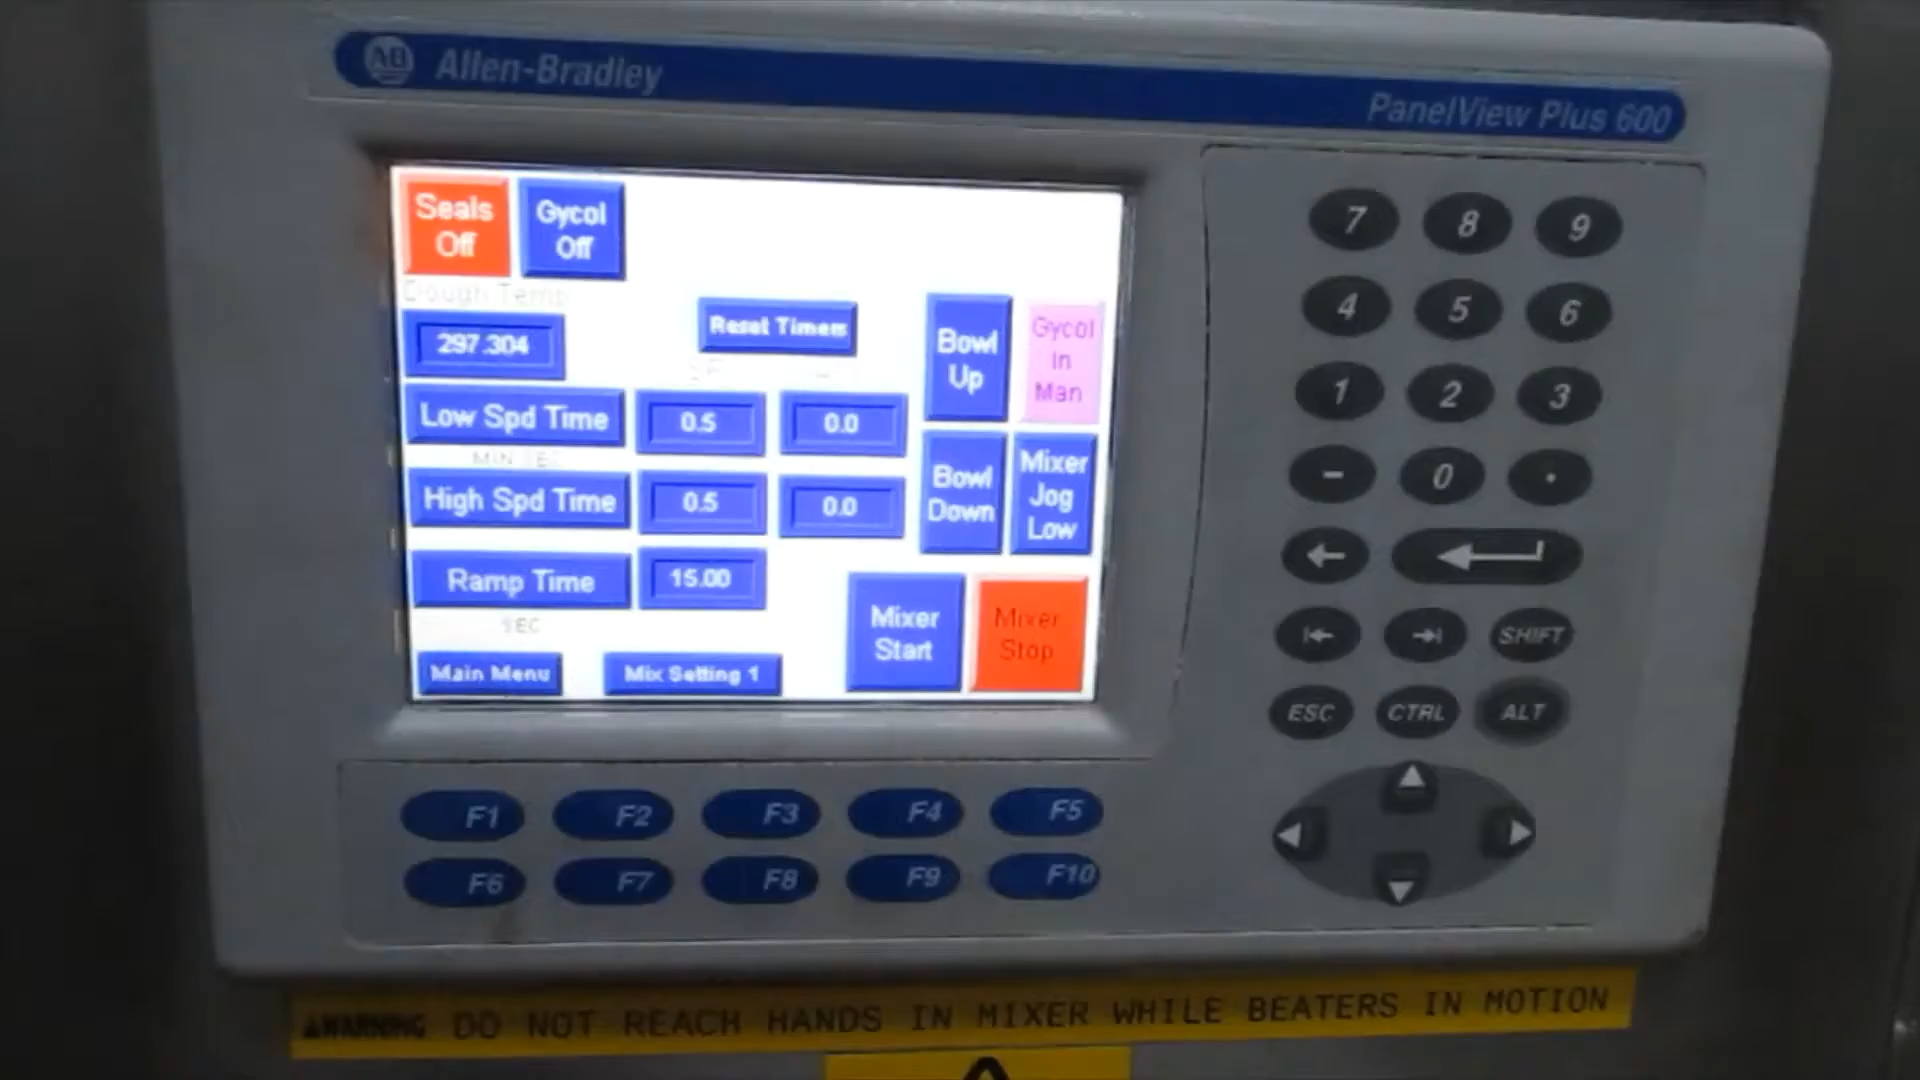 AB Allen-Bradley
PanelView Plus 600
Seals
Off
Gycol
Off
Dough Temp
297.304
Reset Timers
Bowl
Up
Gycol
In
Man
Low Spd Time
0.5
0.0
MIN SEC
High Spd Time
0.5
0.0
Bowl
Down
Mixer
Jog
Low
Ramp Time
15.00
SEC
Mixer
Start
Mixer
Stop
Main Menu
Mix Setting 1
7 8 9
4 5 6
1 2 3
- 0 .
SHIFT
ESC CTRL ALT
F1 F2 F3 F4 F5
F6 F7 F8 F9 F10
WARNING DO NOT REACH HANDS IN MIXER WHILE BEATERS IN MOTION